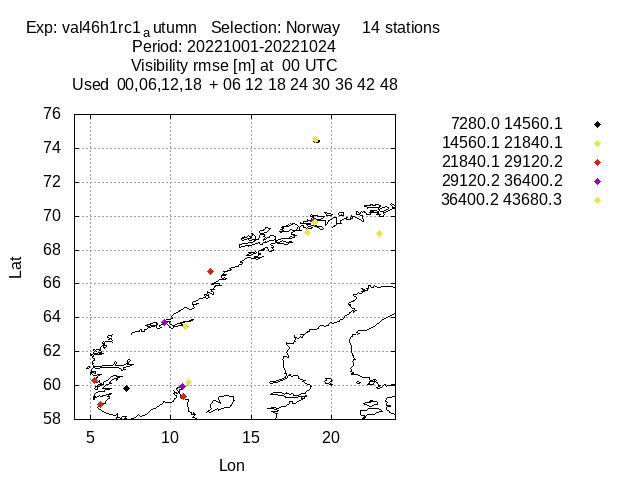 Exp: val46h1rc1autumn Selection: Norway 14 stations
Period: 20221001-20221024
Visibility rmse [m] at 00 UTC
Used 00,06,12,18 + 06 12 18 24 30 36 42 48
7280.0 14560.1
14560.1 21840.1
21840.1 29120.2
29120.2 36400.2
36400.2 43680.3
76
74
72
70
68
66
64
62
60
58
Lat
5 10 15 20
Lon